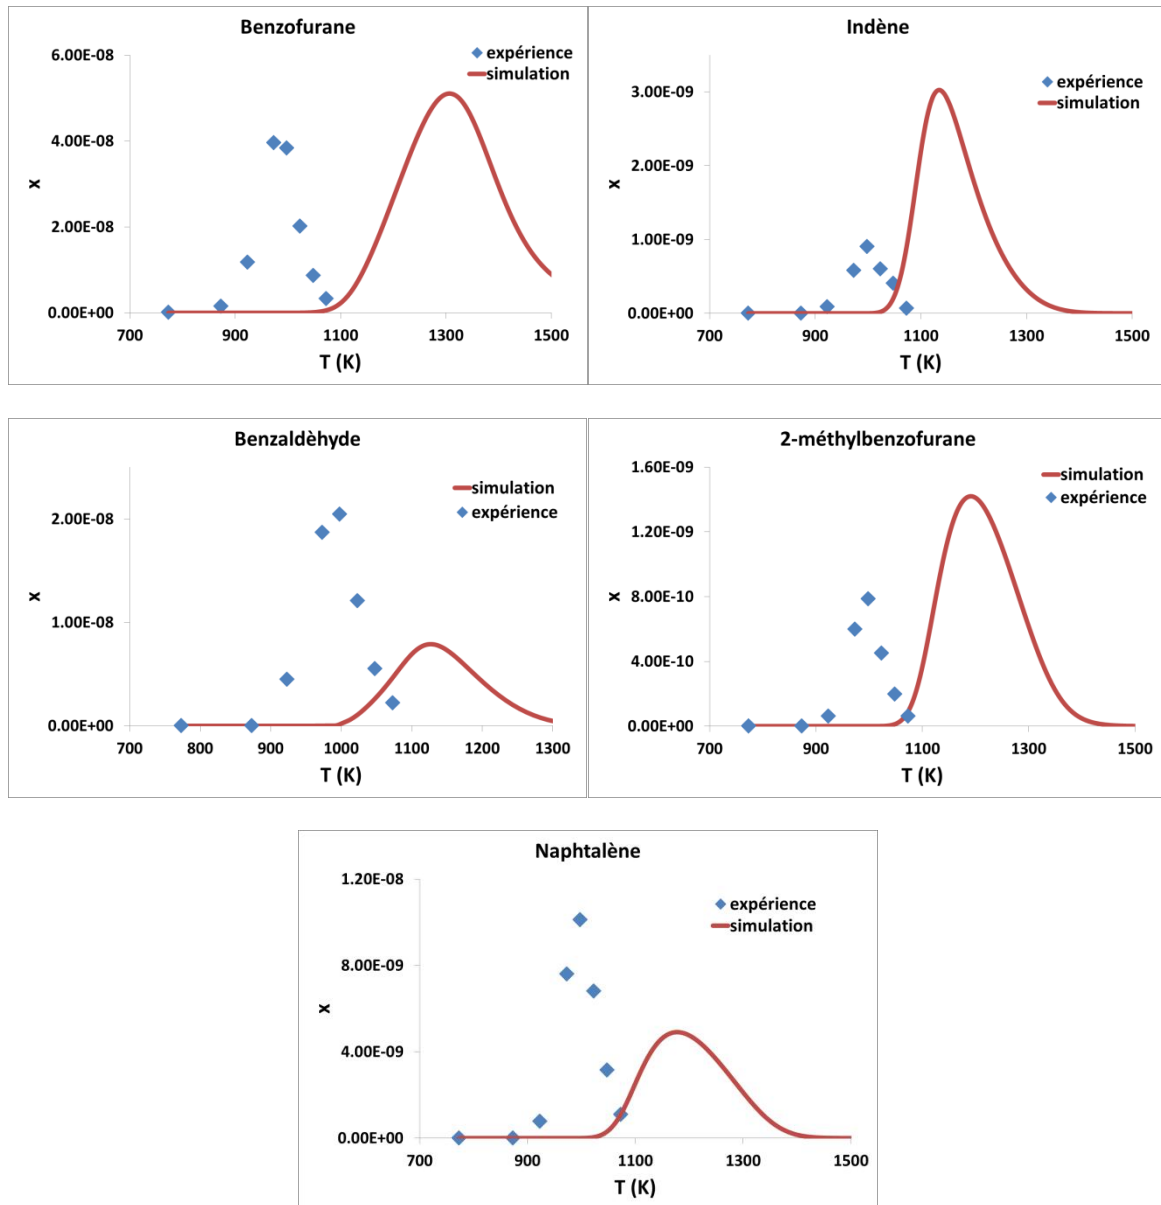 Benzofurane
6.00E-08
4.00E-08
2.00E-08
0.00E+00
x
expérience
simulation
700 900 1100 1300 1500
T (K)
Indène
3.00E-09
2.00E-09
1.00E-09
0.00E+00
x
expérience
simulation
700 900 1100 1300 1500
T (K)
Benzaldèhyde
2.00E-08
1.00E-08
0.00E+00
x
simulation
expérience
700 800 900 1000 1100 1200 1300
T (K)
2-méthylbenzofurane
1.60E-09
1.20E-09
8.00E-10
4.00E-10
0.00E+00
x
simulation
expérience
700 900 1100 1300 1500
T (K)
Naphtalène
1.20E-08
8.00E-09
4.00E-09
0.00E+00
x
expérience
simulation
700 900 1100 1300 1500
T (K)